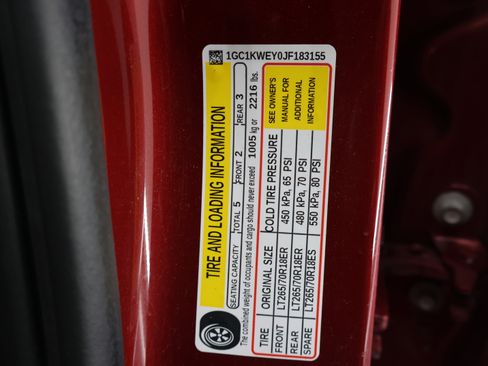 1GC1KWEY0JF183155
TIRE AND LOADING INFORMATION
SEATING CAPACITY TOTAL 5 FRONT 2 REAR 3
The combined weight of occupants and cargo should never exceed 1005 kg or 2216 lbs.
TIRE ORIGINAL SIZE COLD TIRE PRESSURE SEE OWNER'S
FRONT LT265/70R18ER 450 kPa, 65 PSI MANUAL FOR
REAR LT265/70R18ER 480 kPa, 70 PSI ADDITIONAL
SPARE LT265/70R18ES 550 kPa, 80 PSI INFORMATION